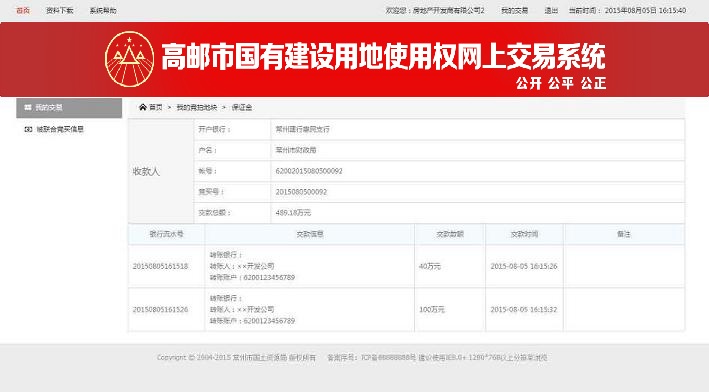 首页 资料下载 系统帮助 欢迎您：房地产开发商有限公司2 我的交易 退出 当前时间： 2015年08月05日 16:15:40
高邮市国有建设用地使用权网上交易系统
公开 公平 公正
我的交易
被联合竞买信息
首页 > 我的竞拍地块 > 保证金
收款人
开户银行： 常州建行惠民支行
户名： 常州市财政局
帐号： 62002015080500092
竞买号： 2015080500092
交款总额： 489.18万元
银行流水号 交款信息 交款数额 交款时间 备注
20150805161518
转账银行：
转账人：××开发公司
转账账户：6200123456789
40万元 2015-08-05 16:15:26
20150805161526
转账银行：
转账人：××开发公司
转账账户：6200123456789
100万元 2015-08-05 16:15:32
Copyright © 2004-2015 常州市国土资源局 版权所有 备案序号：ICP备88888888号 建议使用IE8.0+ 1280*768以上分辨率浏览